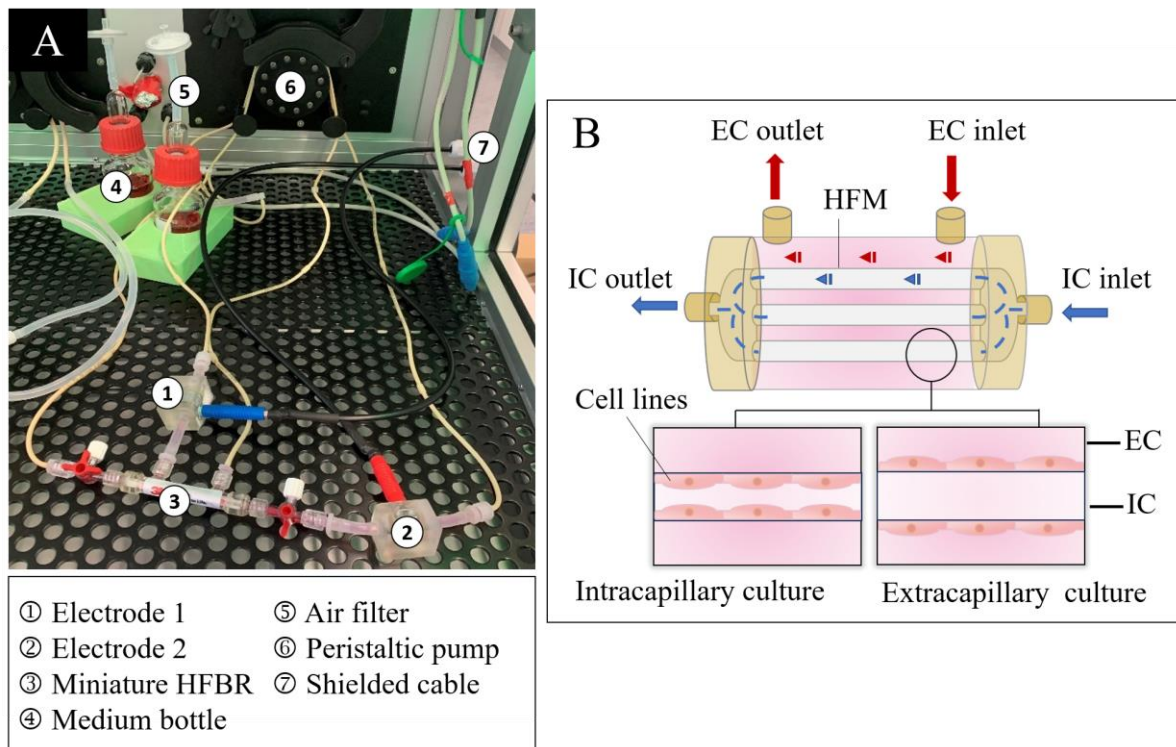 A
⑤
⑥
⑦
④
①
③
②
① Electrode 1
② Electrode 2
③ Miniature HFBR
④ Medium bottle
⑤ Air filter
⑥ Peristaltic pump
⑦ Shielded cable
B
EC outlet
EC inlet
HFM
IC outlet
IC inlet
Cell lines
EC
IC
Intracapillary culture
Extracapillary culture